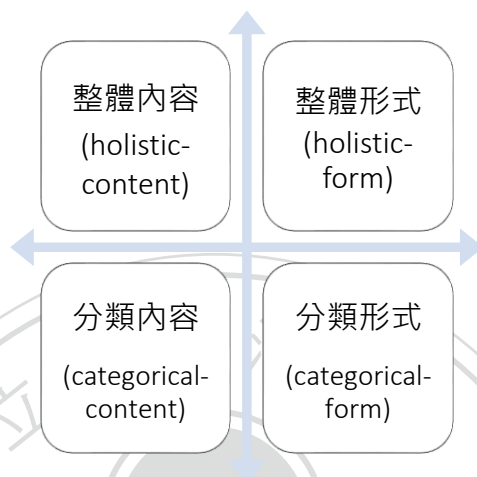 整體內容
(holistic-
content)
整體形式
(holistic-
form)
分類內容
(categorical-
content)
分類形式
(categorical-
form)
立